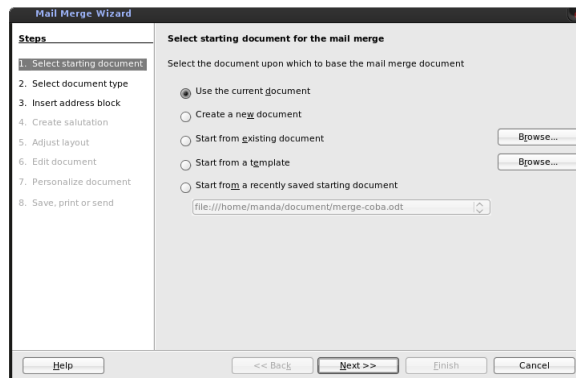 Mail Merge Wizard
Steps
1. Select starting document
2. Select document type
3. Insert address block
4. Create salutation
5. Adjust layout
6. Edit document
7. Personalize document
8. Save, print or send
Select starting document for the mail merge
Select the document upon which to base the mail merge document
Use the current document
Create a new document
Start from existing document
Browse...
Start from a template
Browse...
Start from a recently saved starting document
file:///home/manda/document/merge-coba.odt
Help
<< Back
Next >>
Finish
Cancel